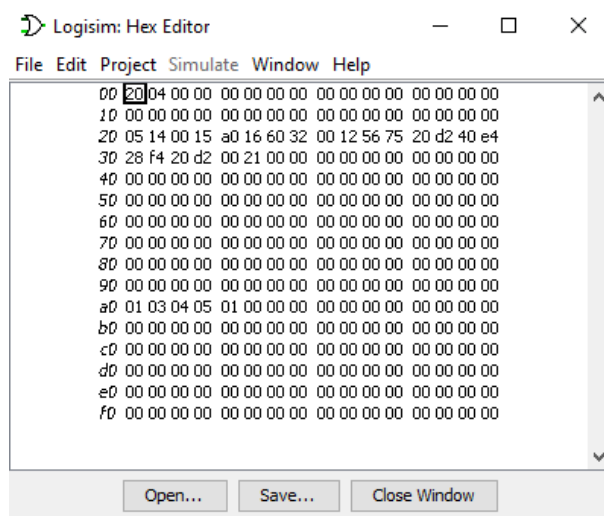 Logisim: Hex Editor
File Edit Project Simulate Window Help
00 20 04 00 00 00 00 00 00 00 00 00 00 00 00 00 00
10 00 00 00 00 00 00 00 00 00 00 00 00 00 00 00 00
20 05 14 00 15 a0 16 60 32 00 12 56 75 20 d2 40 e4
30 28 f4 20 d2 00 21 00 00 00 00 00 00 00 00 00 00
40 00 00 00 00 00 00 00 00 00 00 00 00 00 00 00 00
50 00 00 00 00 00 00 00 00 00 00 00 00 00 00 00 00
60 00 00 00 00 00 00 00 00 00 00 00 00 00 00 00 00
70 00 00 00 00 00 00 00 00 00 00 00 00 00 00 00 00
80 00 00 00 00 00 00 00 00 00 00 00 00 00 00 00 00
90 00 00 00 00 00 00 00 00 00 00 00 00 00 00 00 00
a0 01 03 04 05 01 00 00 00 00 00 00 00 00 00 00 00
b0 00 00 00 00 00 00 00 00 00 00 00 00 00 00 00 00
c0 00 00 00 00 00 00 00 00 00 00 00 00 00 00 00 00
d0 00 00 00 00 00 00 00 00 00 00 00 00 00 00 00 00
e0 00 00 00 00 00 00 00 00 00 00 00 00 00 00 00 00
f0 00 00 00 00 00 00 00 00 00 00 00 00 00 00 00 00
Open... Save... Close Window